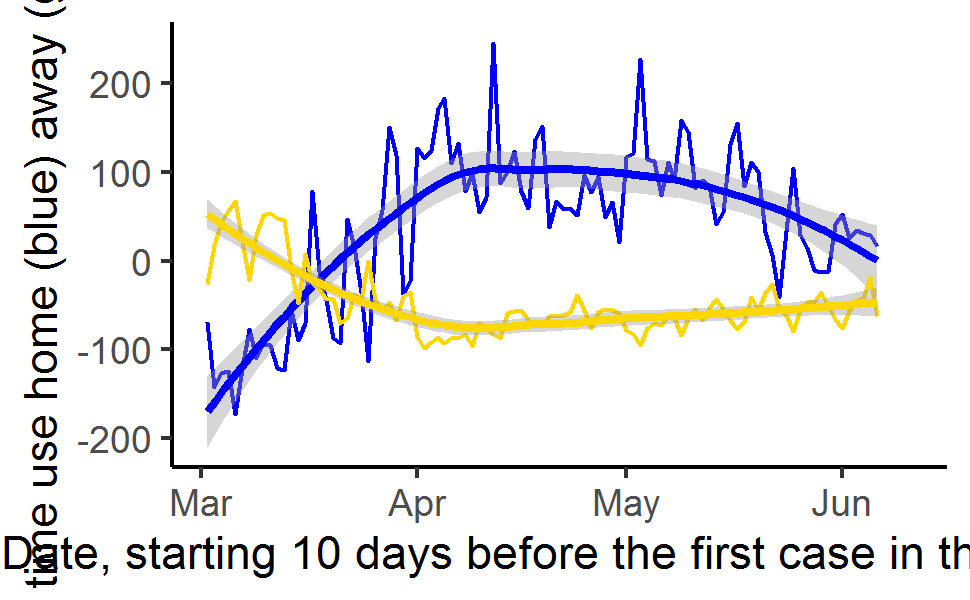 time use home (blue) away (g
200
100
0
-100
-200
Mar Apr May Jun
Date, starting 10 days before the first case in th